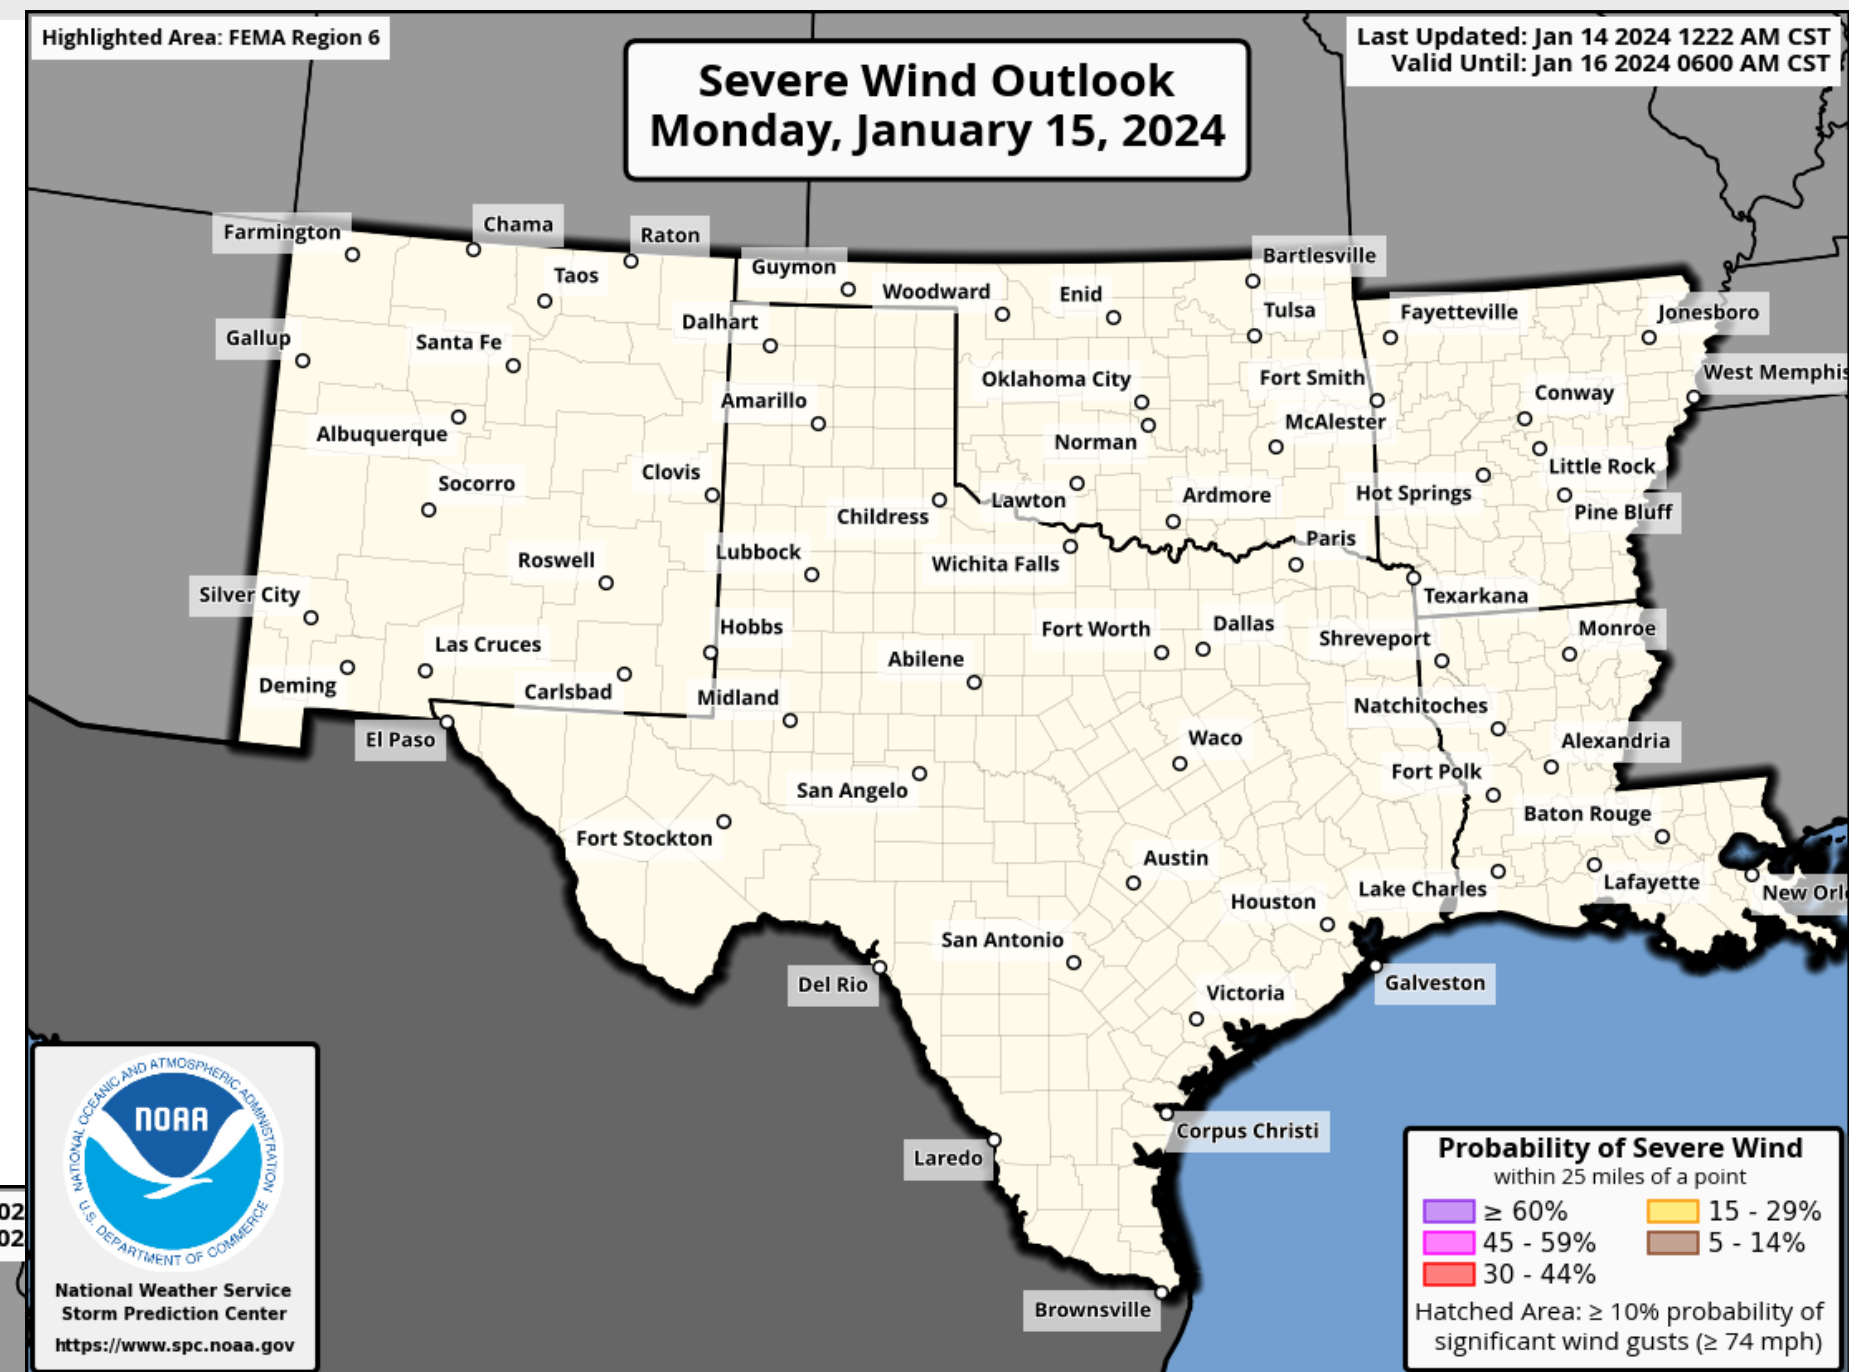 Highlighted Area: FEMA Region 6
Severe Wind Outlook
Monday, January 15, 2024
Last Updated: Jan 14 2024 1222 AM CST
Valid Until: Jan 16 2024 0600 AM CST
Farmington
Chama
Raton
Taos
Guymon
Woodward
Enid
Bartlesville
Tulsa
Fayetteville
Jonesboro
Gallup
Santa Fe
Dalhart
Oklahoma City
Fort Smith
West Memphis
Amarillo
Conway
Albuquerque
Norman
McAlester
Little Rock
Socorro
Clovis
Childress
Lawton
Ardmore
Hot Springs
Pine Bluff
Roswell
Lubbock
Wichita Falls
Paris
Texarkana
Silver City
Hobbs
Fort Worth
Dallas
Shreveport
Monroe
Las Cruces
Abilene
Deming
Carlsbad
Midland
Natchitoches
El Paso
Waco
Alexandria
San Angelo
Fort Polk
Fort Stockton
Baton Rouge
Austin
Lake Charles
Lafayette
New Orl
Houston
San Antonio
Del Rio
Victoria
Galveston
Corpus Christi
Laredo
Brownsville
NATIONAL OCEANIC AND ATMOSPHERIC ADMINISTRATION
NOAA
U.S. DEPARTMENT OF COMMERCE
National Weather Service
Storm Prediction Center
https://www.spc.noaa.gov
02
02
Probability of Severe Wind
within 25 miles of a point
≥ 60% 15 - 29%
45 - 59% 5 - 14%
30 - 44%
Hatched Area: ≥ 10% probability of
significant wind gusts (≥ 74 mph)